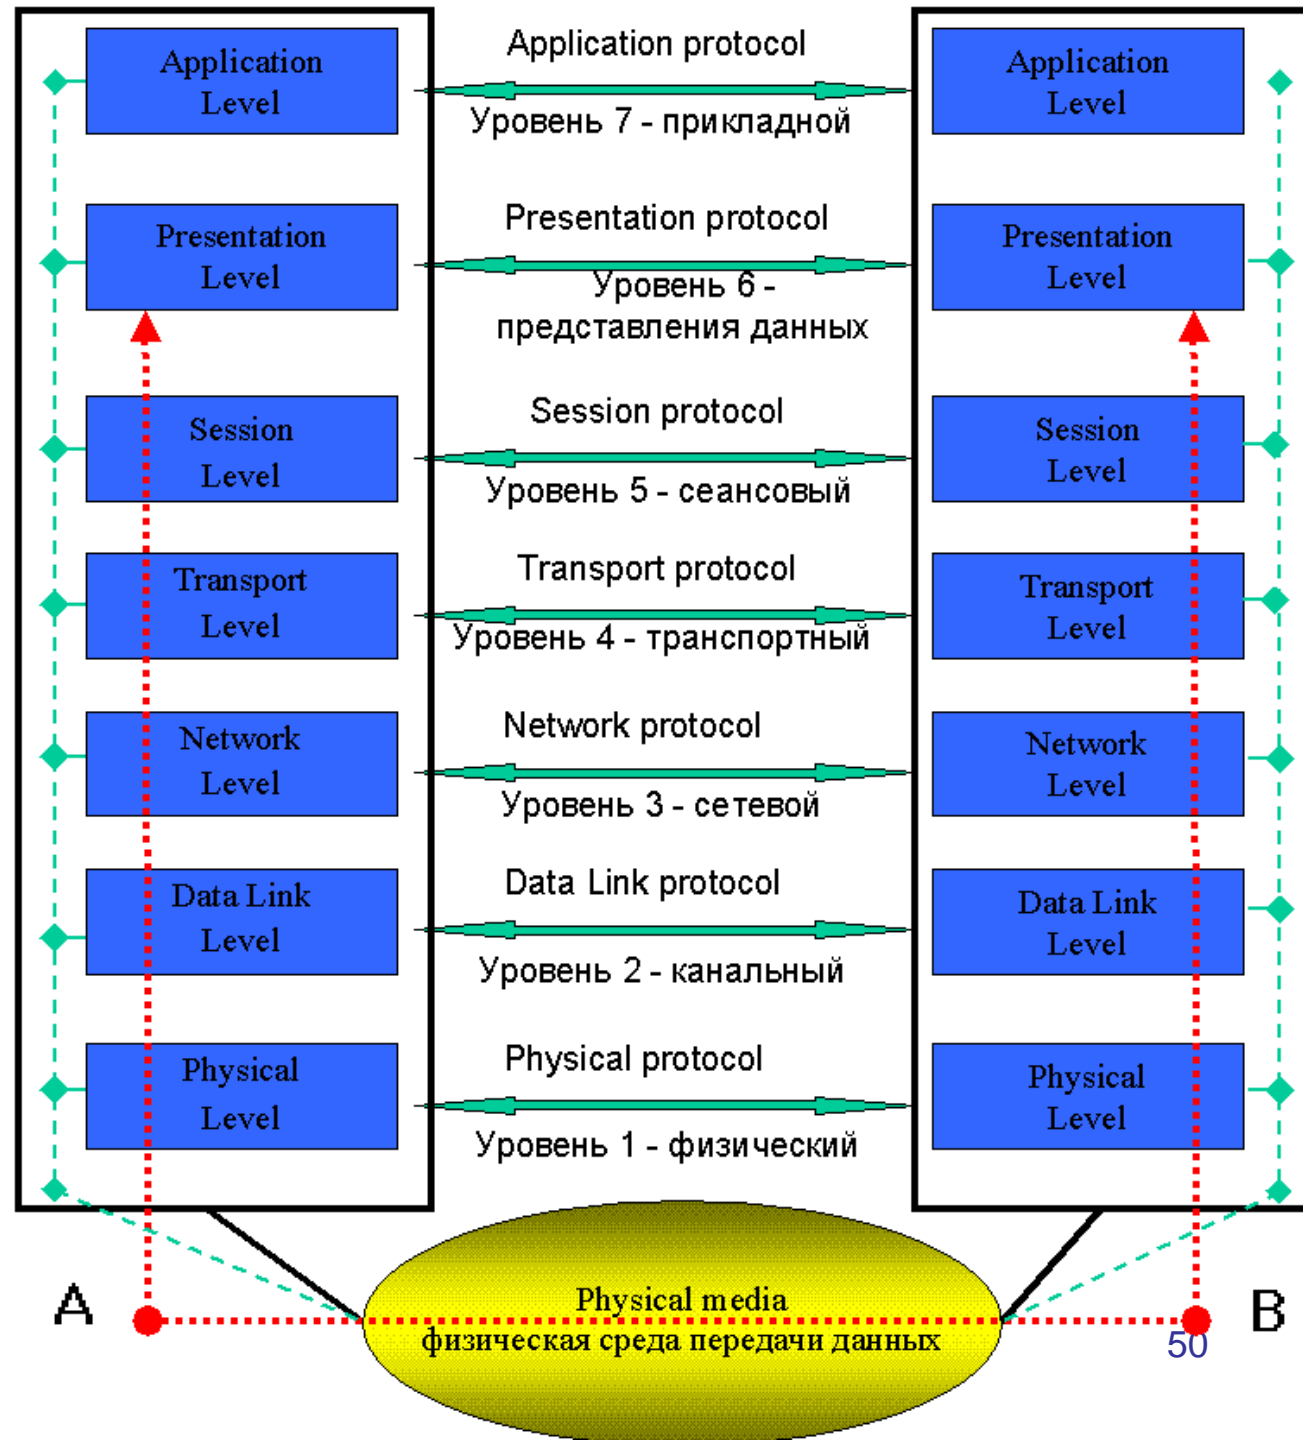 Application protocol
Application
Level
Application
Level
Уровень 7 - прикладной
Presentation protocol
Presentation
Level
Presentation
Level
Уровень 6 -
представления данных
Session protocol
Session
Level
Session
Level
Уровень 5 - сеансовый
Transport protocol
Transport
Level
Transport
Level
Уровень 4 - транспортный
Network protocol
Network
Level
Network
Level
Уровень 3 - сетевой
Data Link protocol
Data Link
Level
Data Link
Level
Уровень 2 - канальный
Physical protocol
Physical
Level
Physical
Level
Уровень 1 - физический
A
Physical media
физическая среда передачи данных
B
50